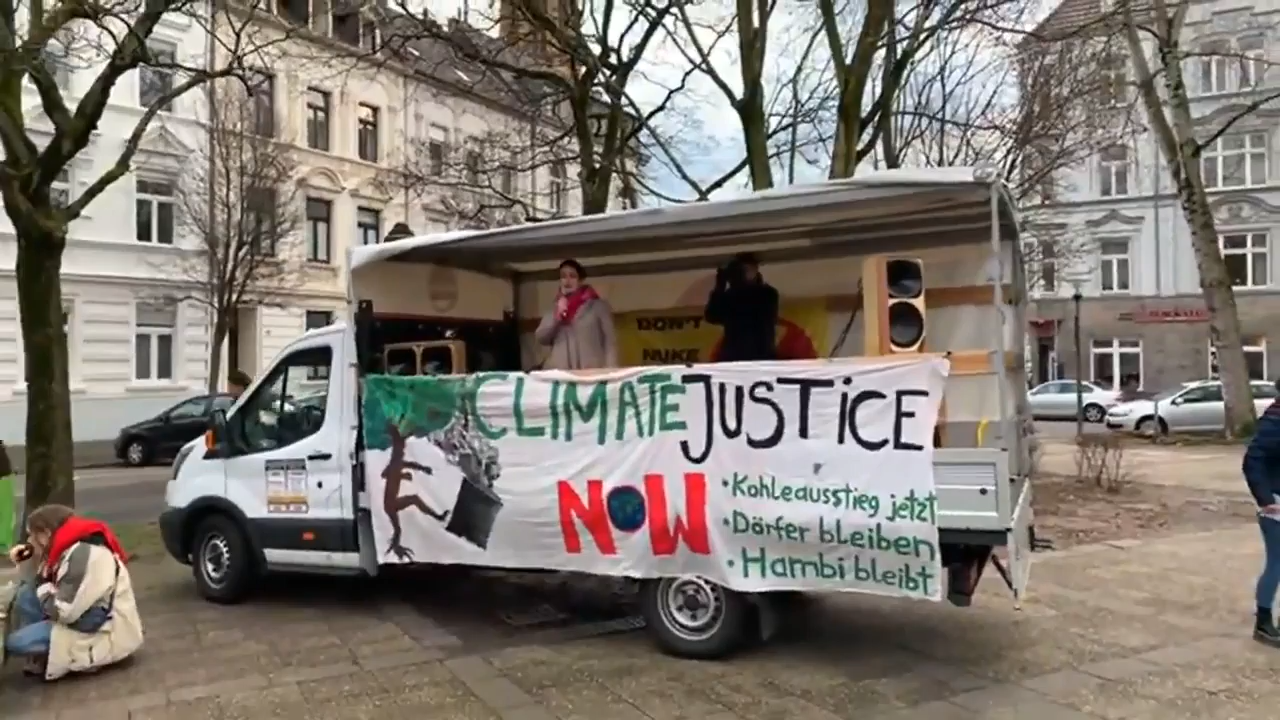 DON'T
NUKE
CLIMATE JUSTICE
NOW
• Kohleausstieg jetzt
• Dörfer bleiben
• Hambi bleibt